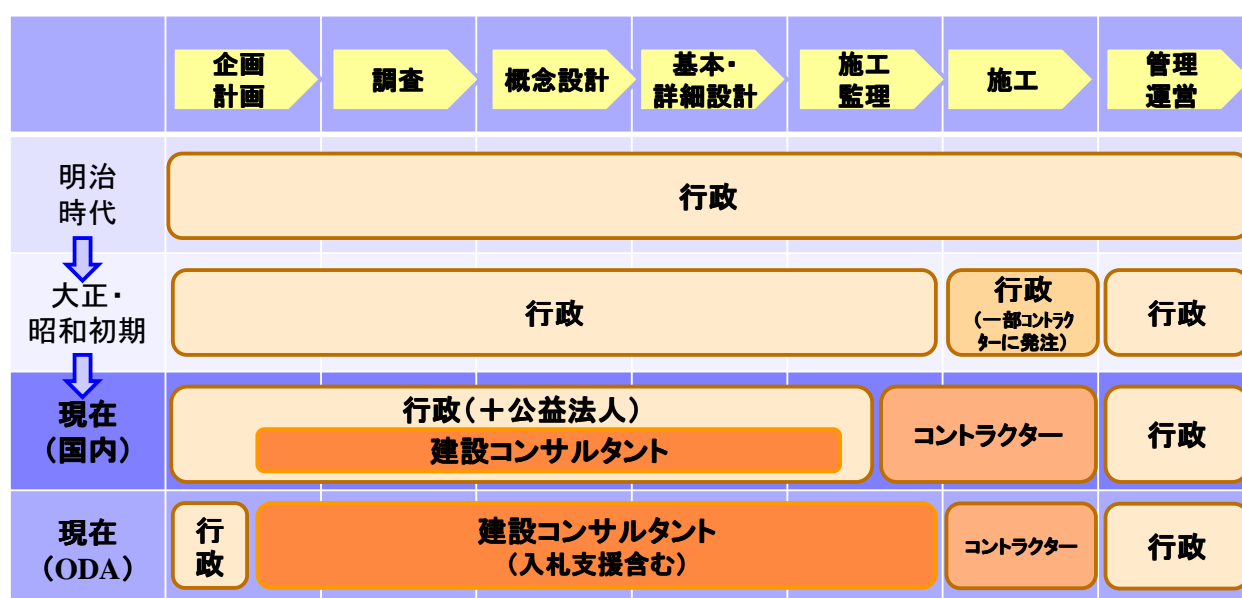 企画
計画
調査
概念設計
基本・
詳細設計
施工
監理
施工
管理
運営
明治
時代
行政
大正・
昭和初期
行政
行政
(一部コントラク
ターに発注)
行政
現在
(国内)
行政(+公益法人)
建設コンサルタント
コントラクター
行政
現在
(ODA)
行
政
建設コンサルタント
(入札支援含む)
コントラクター
行政